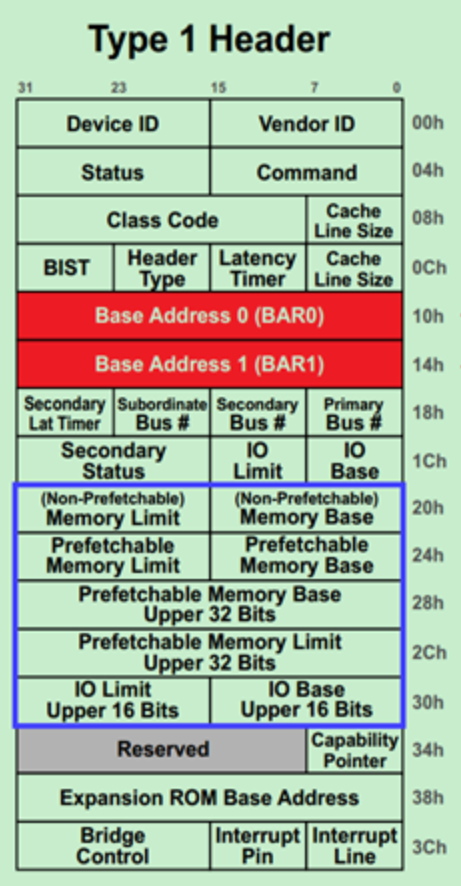 Type 1 Header
31 23 15 7 0
Device ID Vendor ID 00h
Status Command 04h
Class Code Cache Line Size 08h
BIST Header Type Latency Timer Cache Line Size 0Ch
Base Address 0 (BAR0) 10h
Base Address 1 (BAR1) 14h
Secondary Lat Timer Subordinate Bus # Secondary Bus # Primary Bus # 18h
Secondary Status IO Limit IO Base 1Ch
(Non-Prefetchable) Memory Limit (Non-Prefetchable) Memory Base 20h
Prefetchable Memory Limit Prefetchable Memory Base 24h
Prefetchable Memory Base Upper 32 Bits 28h
Prefetchable Memory Limit Upper 32 Bits 2Ch
IO Limit Upper 16 Bits IO Base Upper 16 Bits 30h
Reserved Capability Pointer 34h
Expansion ROM Base Address 38h
Bridge Control Interrupt Pin Interrupt Line 3Ch